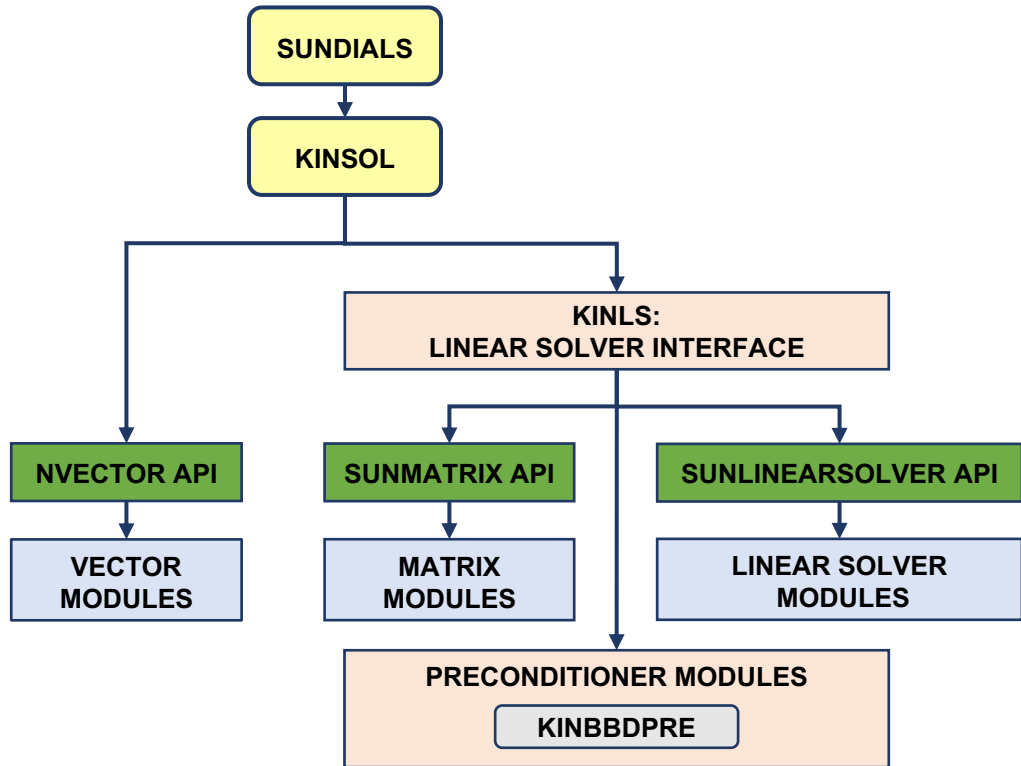 SUNDIALS
KINSOL
KINLS:
LINEAR SOLVER INTERFACE
NVECTOR API
SUNMATRIX API
SUNLINEARSOLVER API
VECTOR
MODULES
MATRIX
MODULES
LINEAR SOLVER
MODULES
PRECONDITIONER MODULES
KINBBDPRE